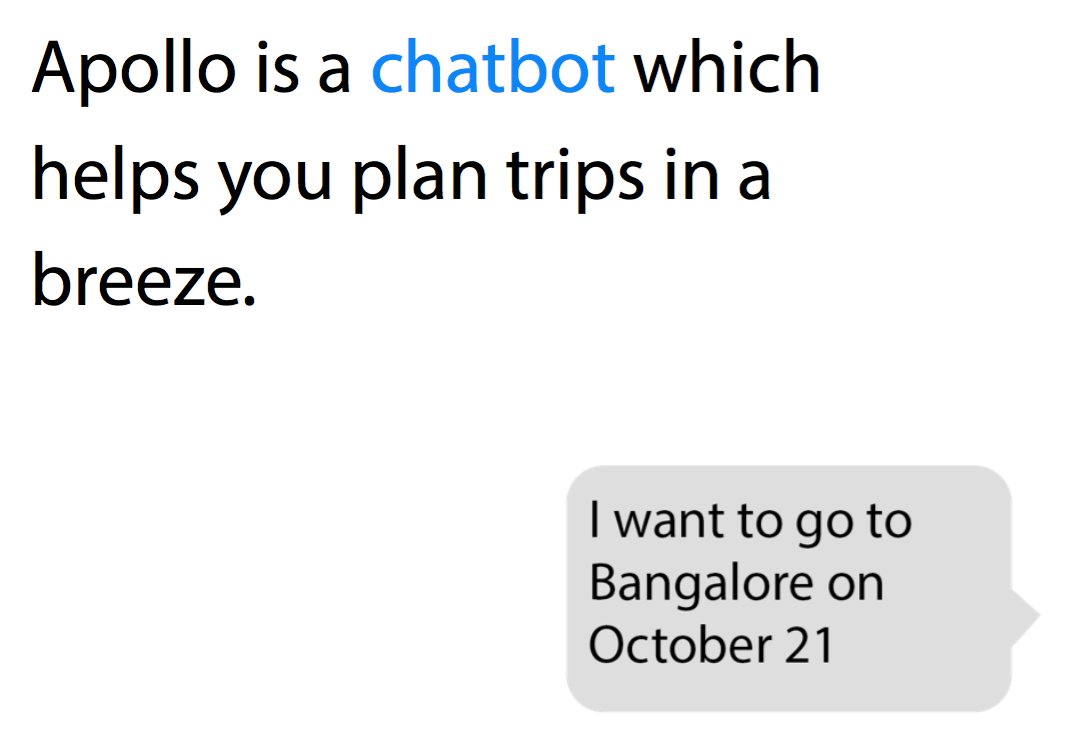 Apollo is a chatbot which
helps you plan trips in a
breeze.
I want to go to
Bangalore on
October 21